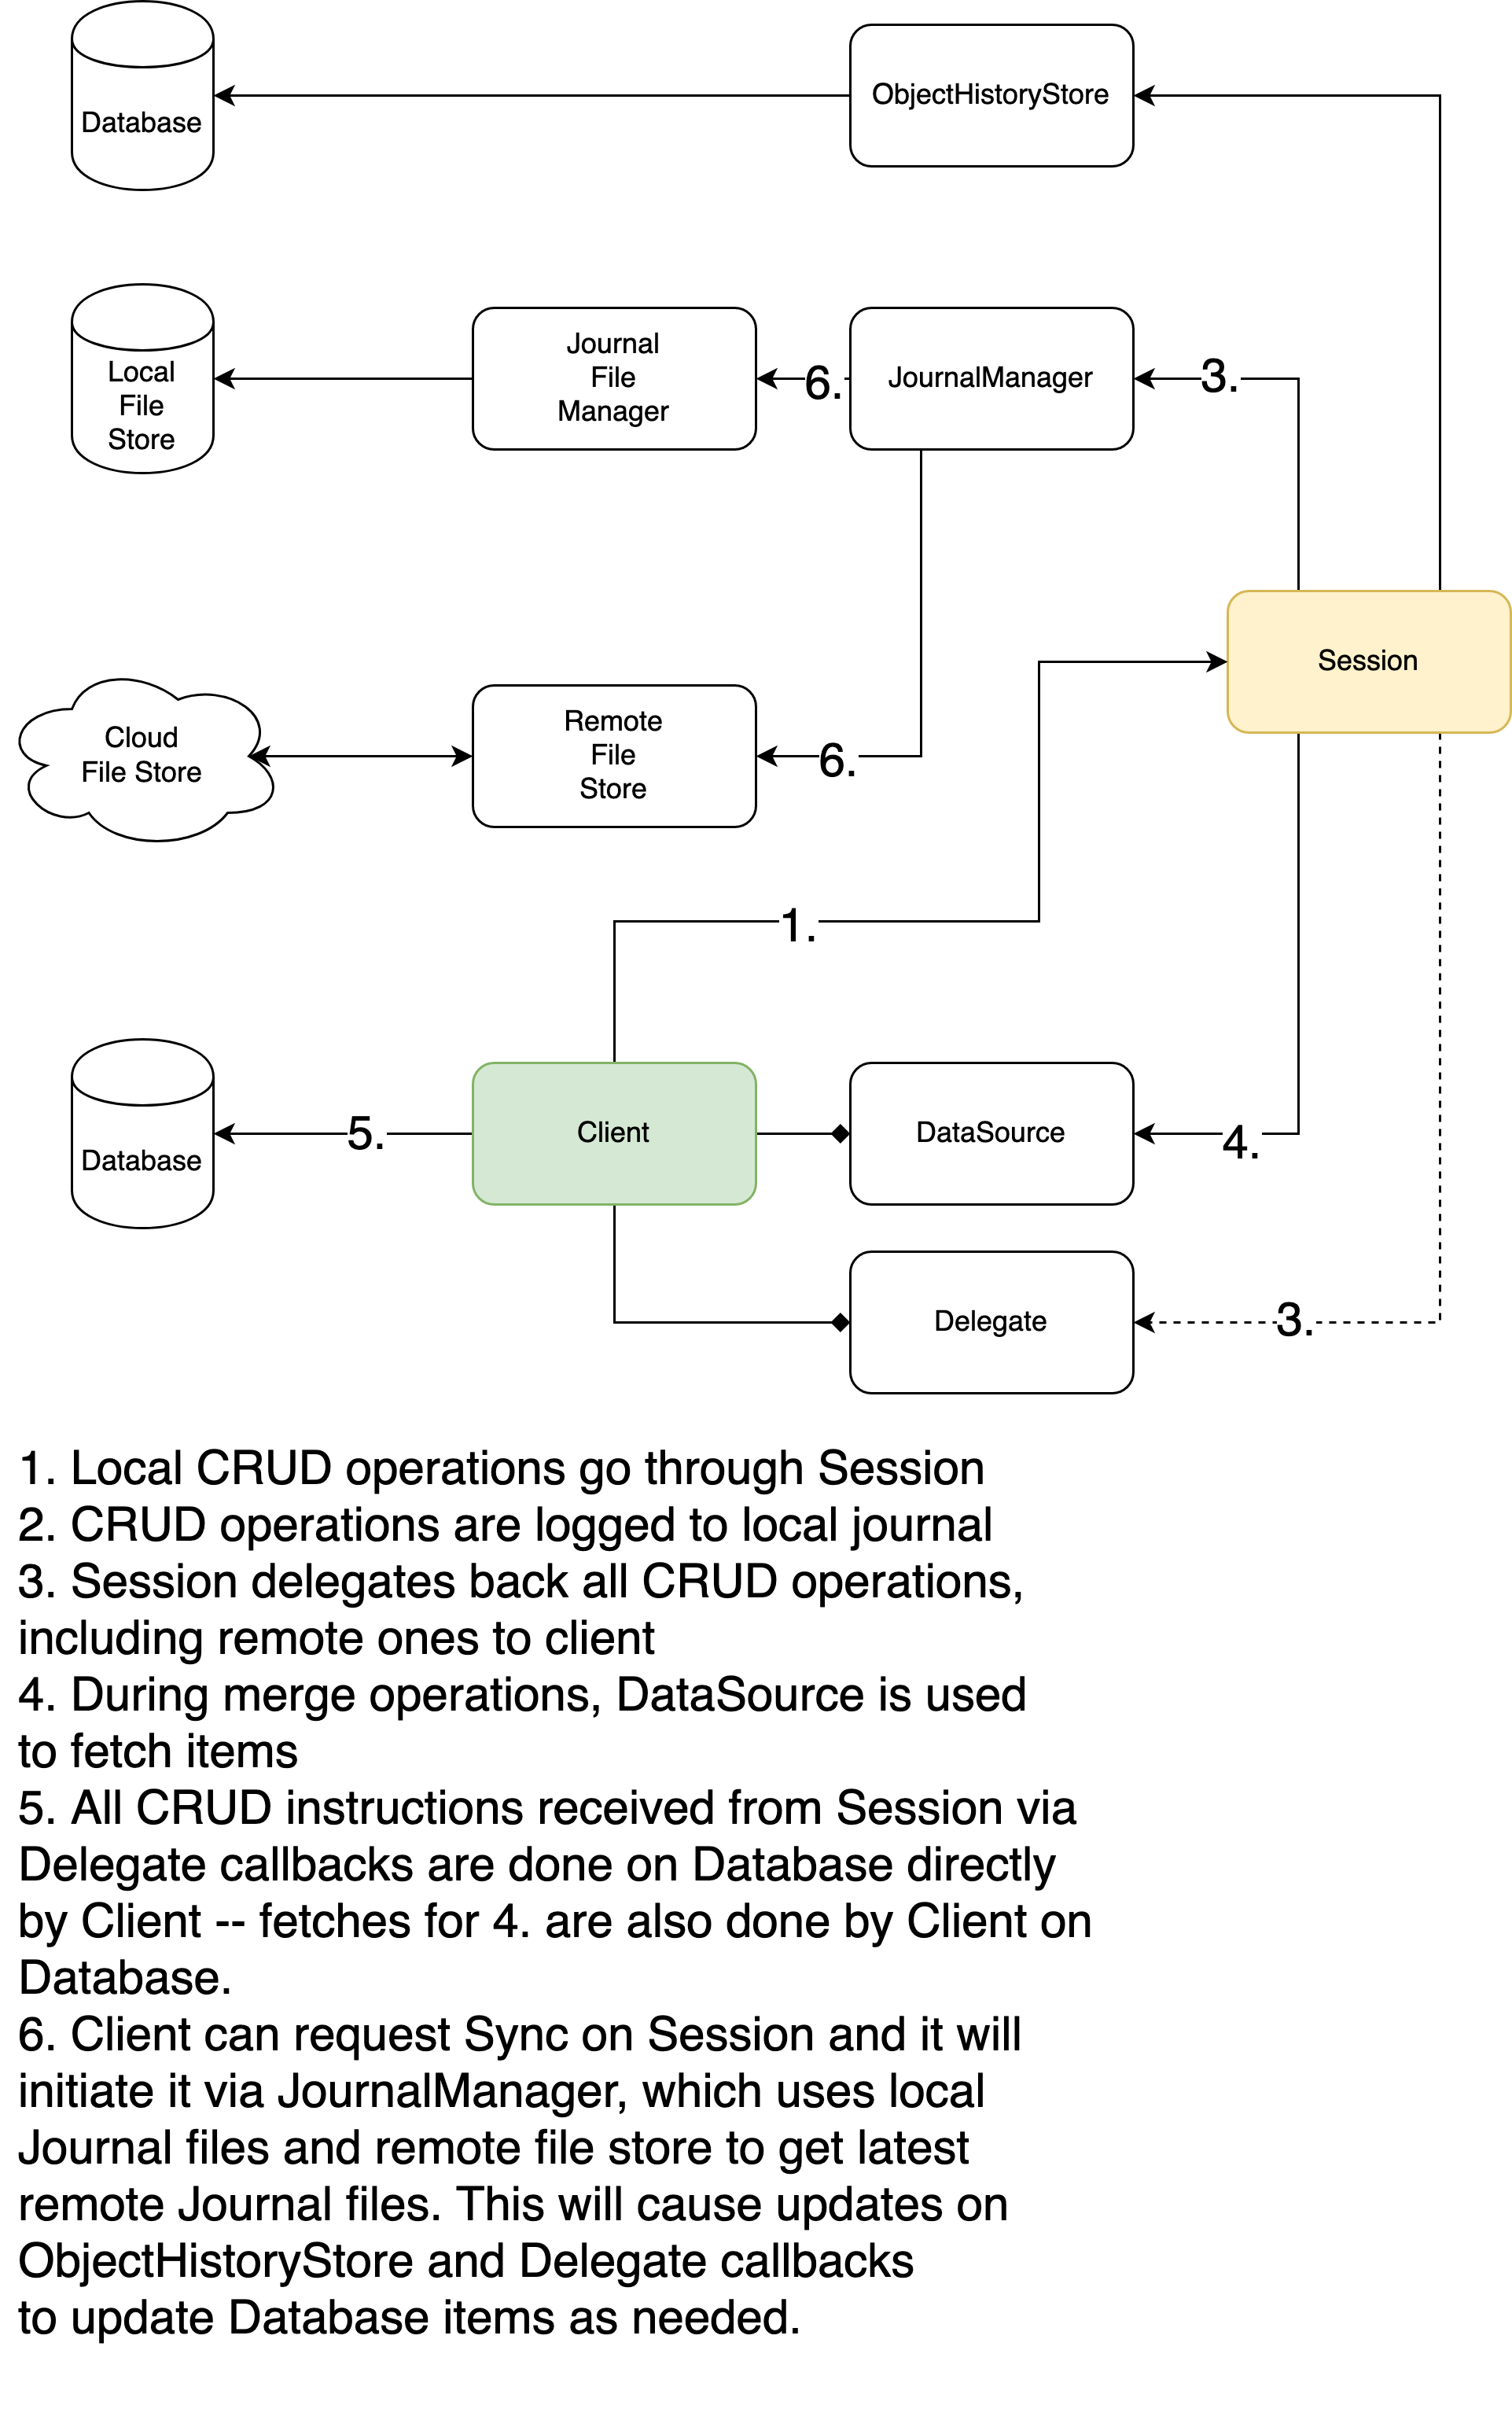 Database
ObjectHistoryStore
Local
File
Store
Journal
File
Manager
6.
JournalManager
3.
Session
Cloud
File Store
Remote
File
Store
6.
1.
Database
5.
Client
DataSource
4.
Delegate
3.
1. Local CRUD operations go through Session
2. CRUD operations are logged to local journal
3. Session delegates back all CRUD operations,
including remote ones to client
4. During merge operations, DataSource is used
to fetch items
5. All CRUD instructions received from Session via
Delegate callbacks are done on Database directly
by Client -- fetches for 4. are also done by Client on
Database.
6. Client can request Sync on Session and it will
initiate it via JournalManager, which uses local
Journal files and remote file store to get latest
remote Journal files. This will cause updates on
ObjectHistoryStore and Delegate callbacks
to update Database items as needed.